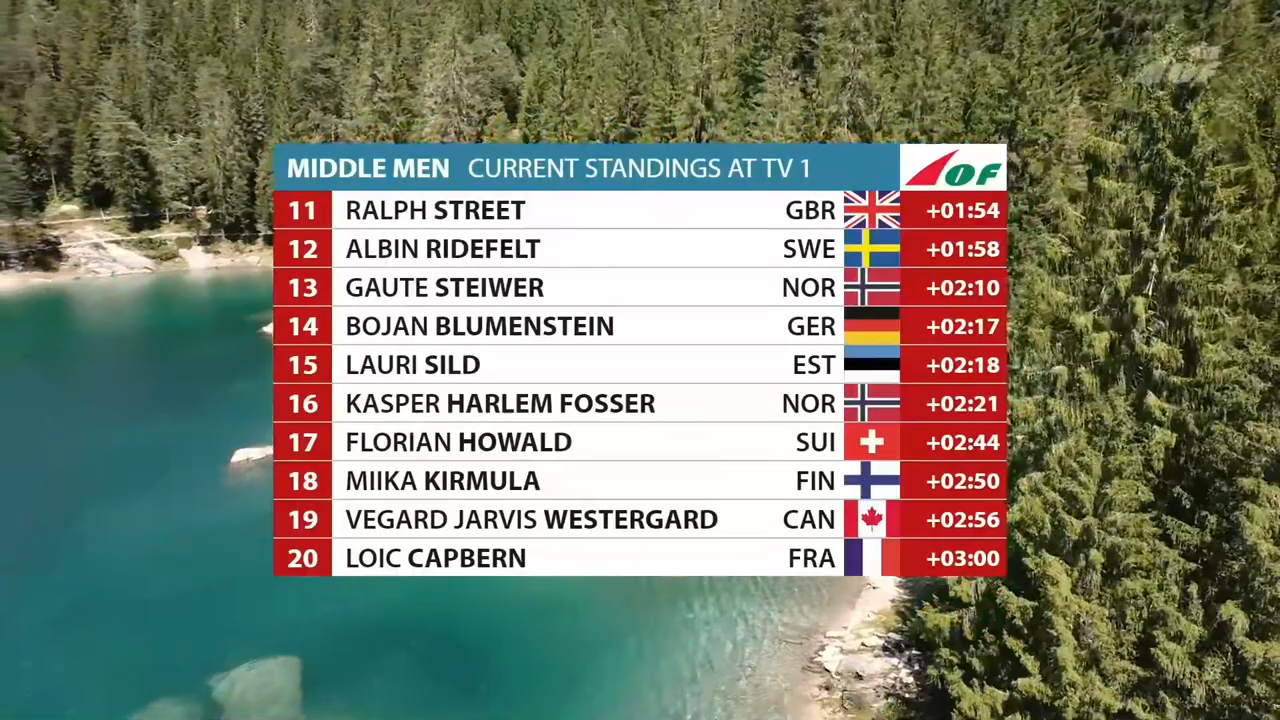 MIDDLE MEN CURRENT STANDINGS AT TV 1 IOF
11 RALPH STREET GBR +01:54
12 ALBIN RIDEFELT SWE +01:58
13 GAUTE STEIWER NOR +02:10
14 BOJAN BLUMENSTEIN GER +02:17
15 LAURI SILD EST +02:18
16 KASPER HARLEM FOSSER NOR +02:21
17 FLORIAN HOWALD SUI +02:44
18 MIIKA KIRMULA FIN +02:50
19 VEGARD JARVIS WESTERGARD CAN +02:56
20 LOIC CAPBERN FRA +03:00